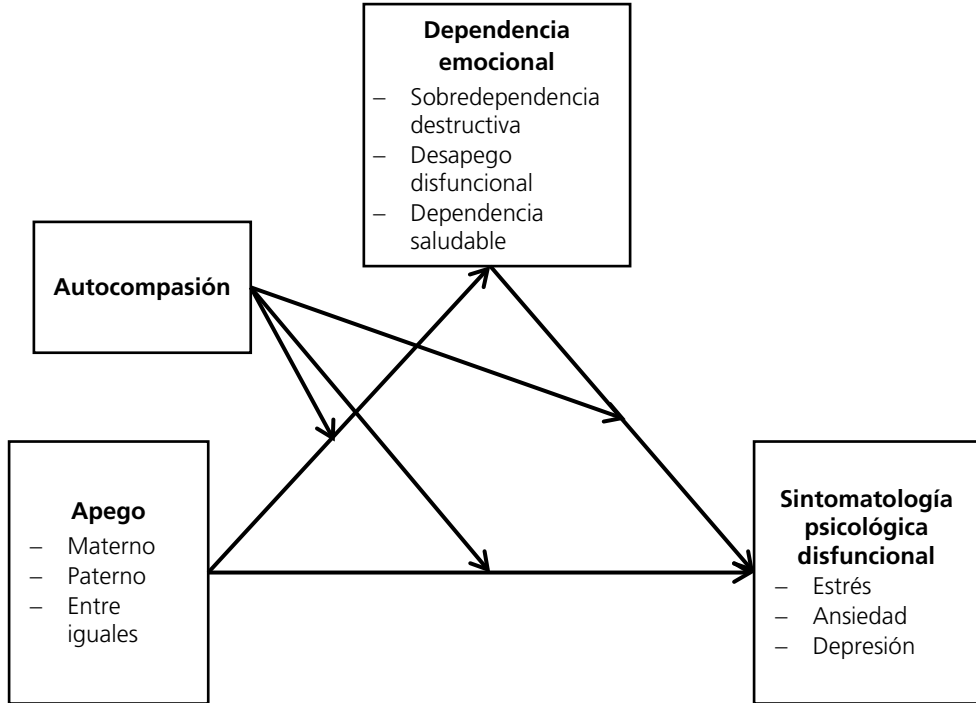 Dependencia
emocional
– Sobredependencia
destructiva
– Desapego
disfuncional
– Dependencia
saludable
Autocompasión
Apego
– Materno
– Paterno
– Entre
iguales
Sintomatología
psicológica
disfuncional
– Estrés
– Ansiedad
– Depresión